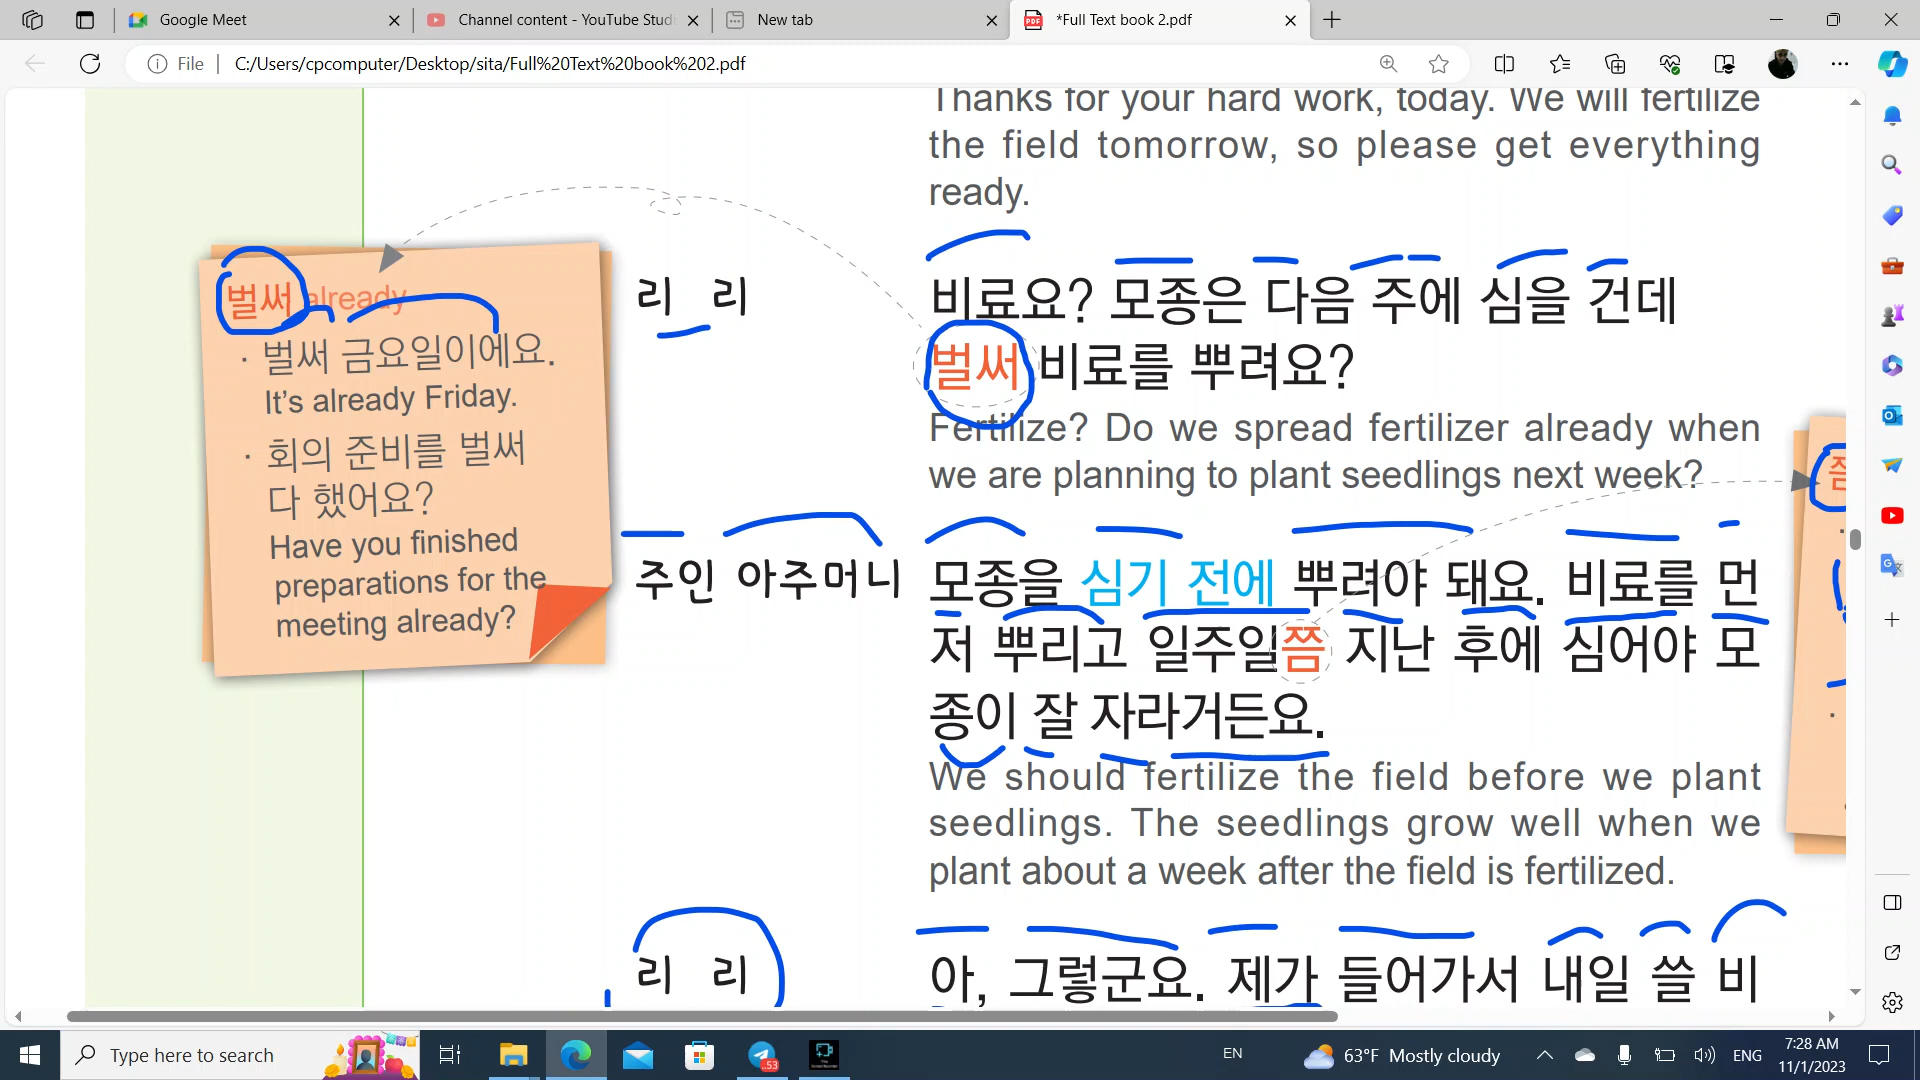 Google Meet
Channel content - YouTube Stud
New tab
*Full Text book 2.pdf
File
C:/Users/cpcomputer/Desktop/sita/Full%20Text%20book%202.pdf
Thanks for your hard work, today. We will fertilize
the field tomorrow, so please get everything
ready.
벌써 already
· 벌써 금요일이에요.
It's already Friday.
· 회의 준비를 벌써
다 했어요?
Have you finished
preparations for the
meeting already?
리 리
비료요? 모종은 다음 주에 심을 건데
벌써 비료를 뿌려요?
Fertilize? Do we spread fertilizer already when
we are planning to plant seedlings next week?
쯤
주인 아주머니
모종을 심기 전에 뿌려야 돼요. 비료를 먼
저 뿌리고 일주일쯤 지난 후에 심어야 모
종이 잘 자라거든요.
We should fertilize the field before we plant
seedlings. The seedlings grow well when we
plant about a week after the field is fertilized.
리 리
아, 그렇군요. 제가 들어가서 내일 쓸 비
Type here to search
.53
EN
63°F Mostly cloudy
ENG
7:28 AM
11/1/2023